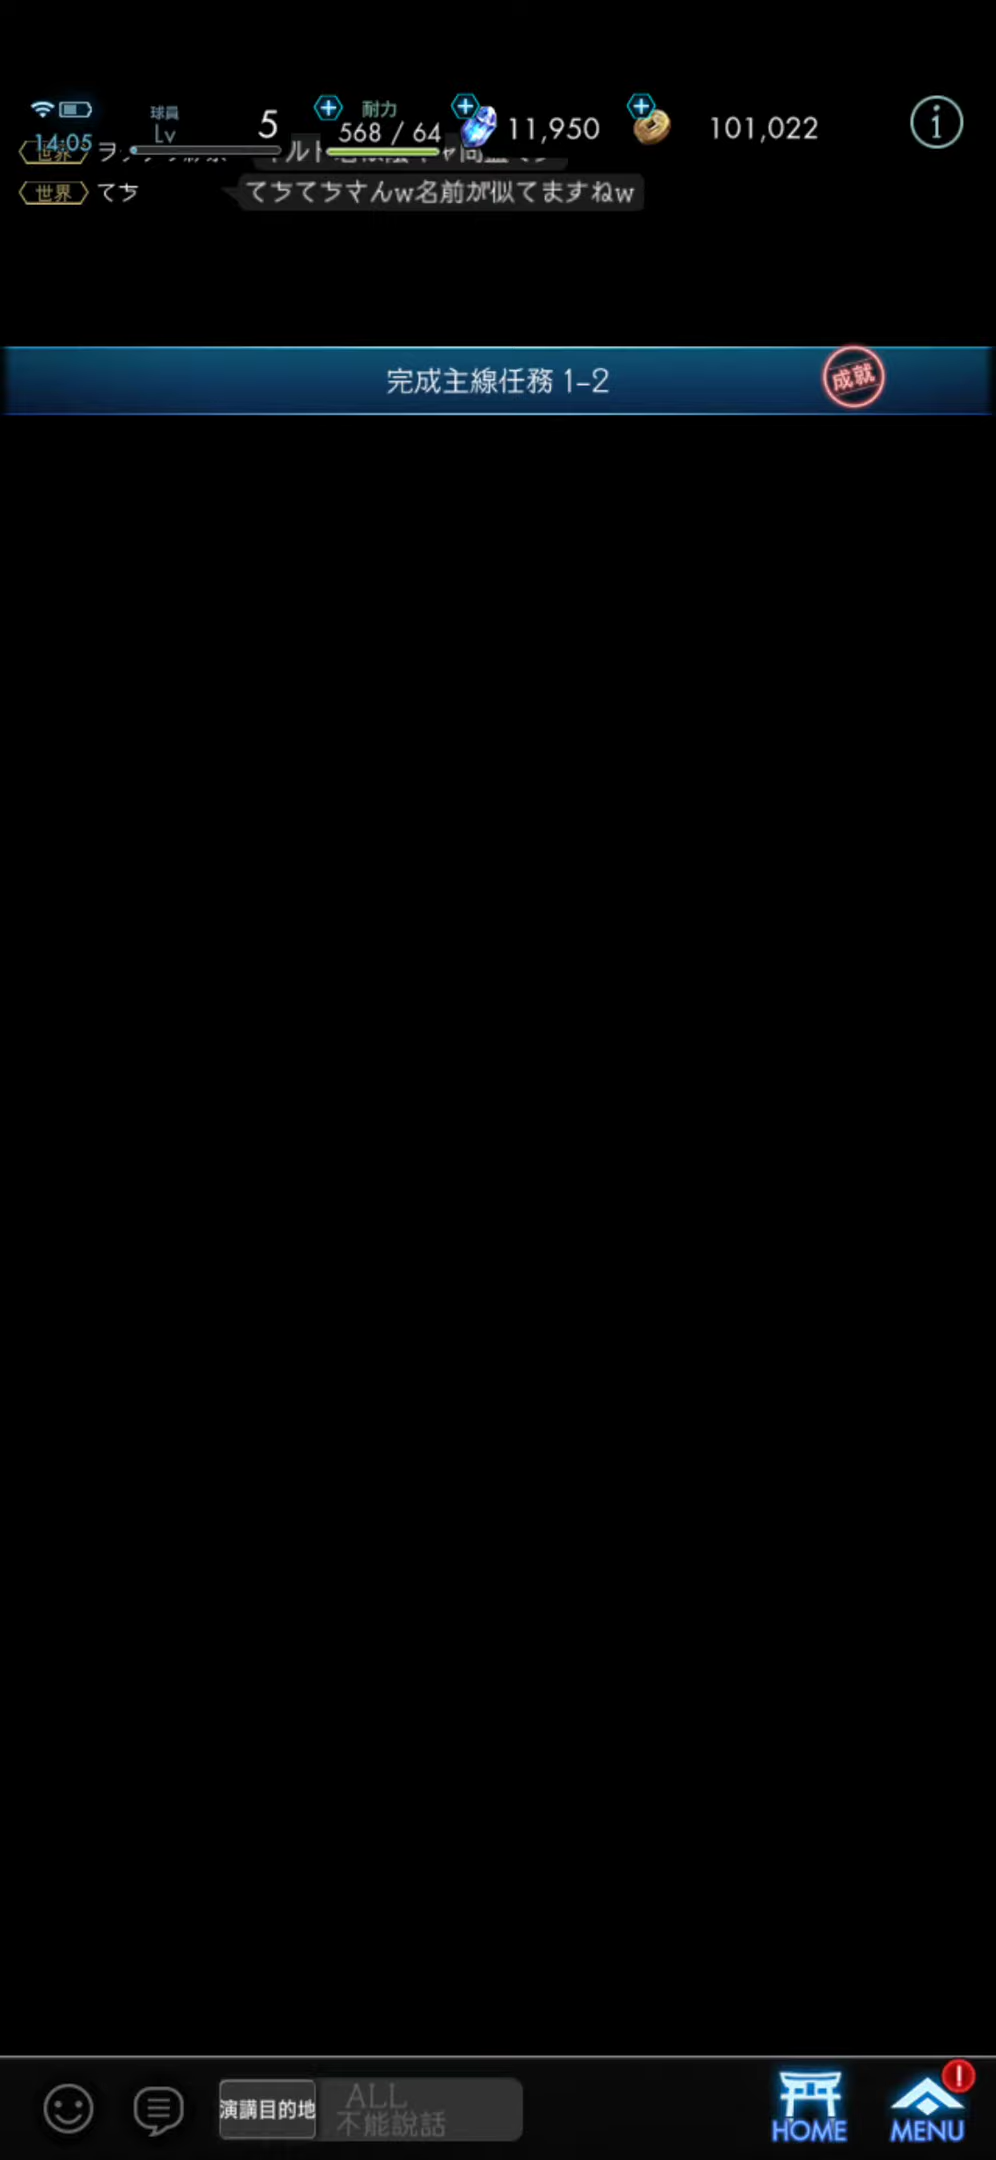 球員
Lv
5
耐力
568 / 64
11,950
101,022
i
14:05
世界
世界 てち てちてちさんw名前が似てますねw
完成主線任務 1-2
成就
演講目的地
ALL
不能說話
HOME
MENU
!